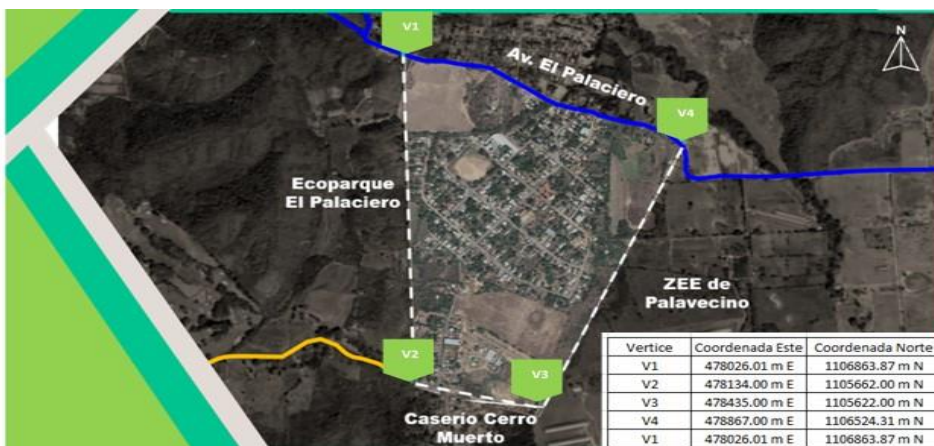 V1
N
Av. El Palaciero
V4
Ecoparque
El Palaciero
ZEE de
Palavecino
V2
V3
Caserio Cerro
Muerto
Vertice Coordenada Este Coordenada Norte
V1 478026.01 m E 1106863.87 m N
V2 478134.00 m E 1105662.00 m N
V3 478435.00 m E 1105622.00 m N
V4 478867.00 m E 1106524.31 m N
V1 478026.01 m E 1106863.87 m N